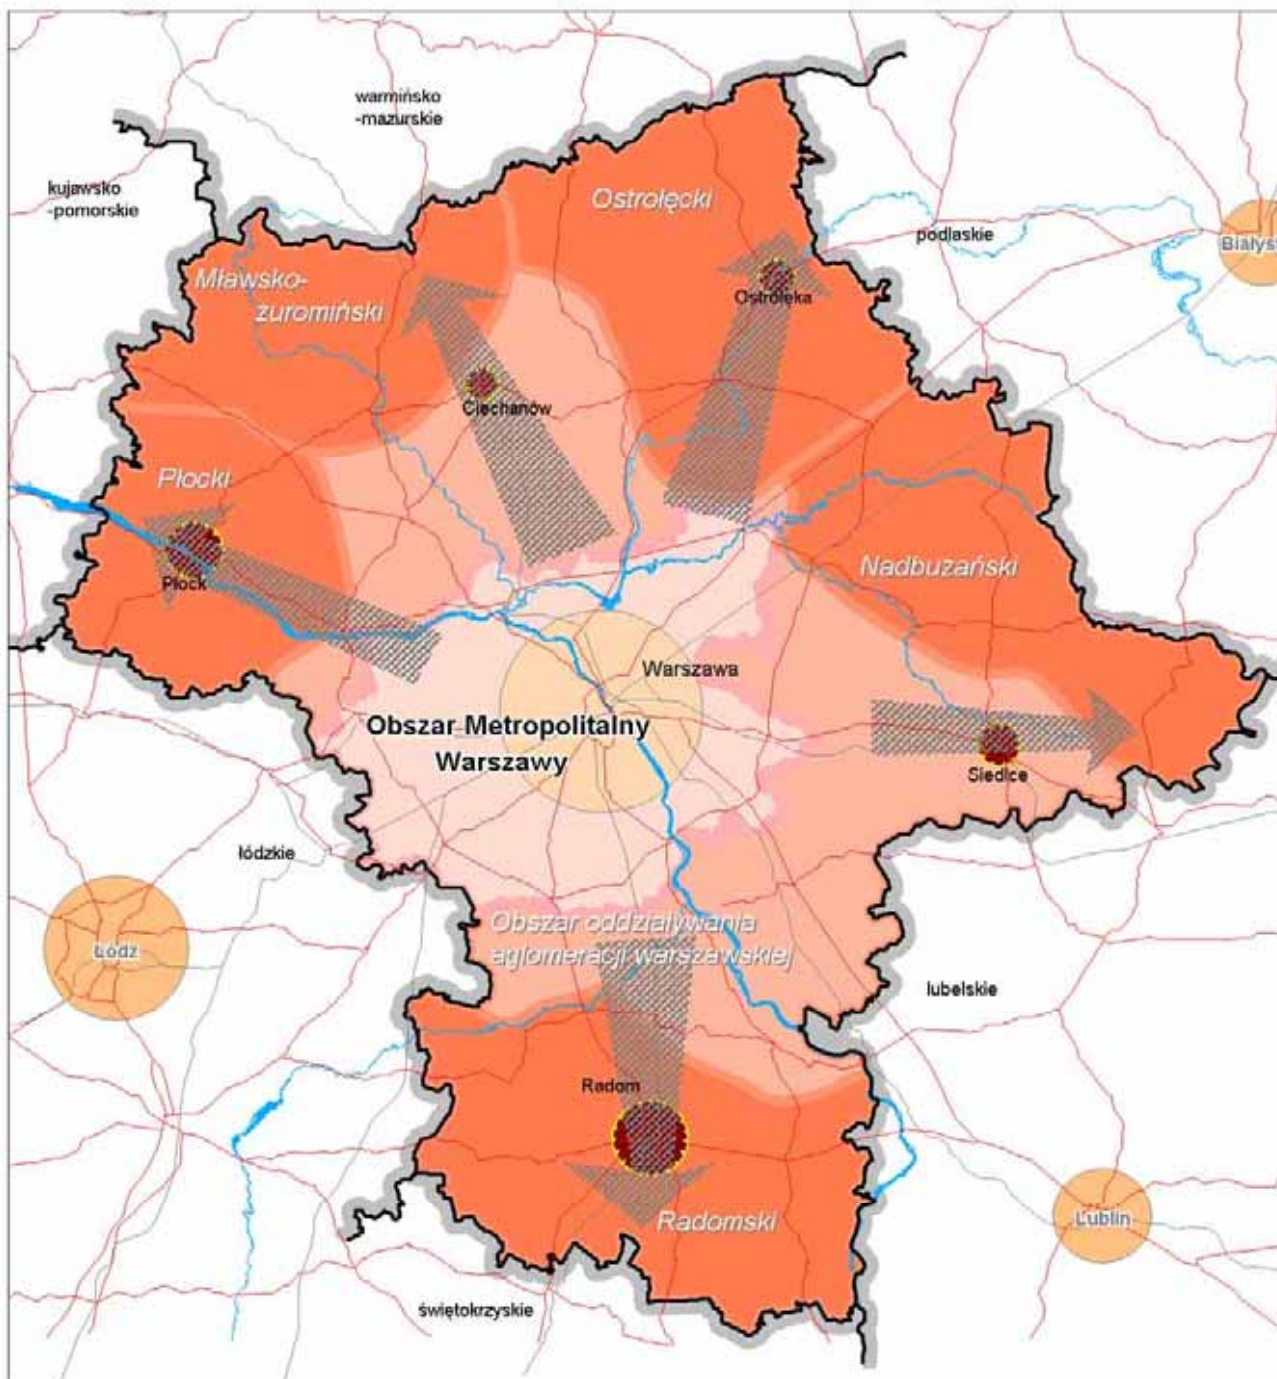 warmińsko
-mazurskie
kujawsko
-pomorskie
Ostrołęcki
podlaskie
Białyst
Mławsko-
żuromiński
Ostrołęka
Ciechanów
Płocki
Płock
Nadbużański
Warszawa
Obszar Metropolitalny
Warszawy
Siedlce
łódzkie
Obszar oddziaływania
aglomeracji warszawskiej
Łódź
lubelskie
Radom
Radomski
Lublin
świętokrzyskie